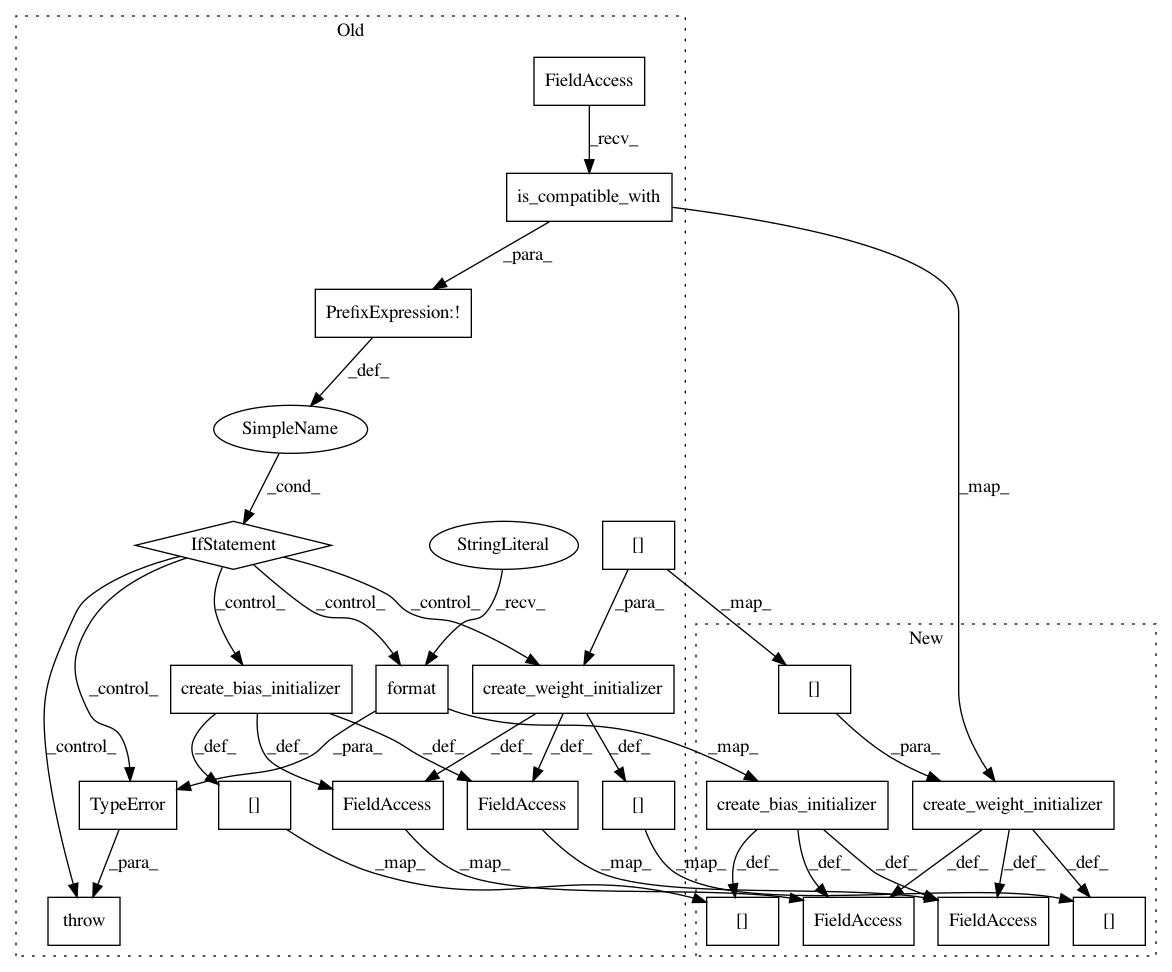 Old
FieldAccess
_recv_
is_compatible_with
_para_
PrefixExpression:!
_def_
SimpleName
_cond_
_map_
IfStatement
StringLiteral
[]
_control_
_control_
_control_
_recv_
_para_
_map_
New
create_bias_initializer
format
create_weight_initializer
[]
_control_
_control_
_def_
_def_
_para_
_def_
_def_
_def_
_def_
_map_
_para_
TypeError
[]
FieldAccess
FieldAccess
[]
create_bias_initializer
create_weight_initializer
_para_
_map_
_map_
_map_
_map_
_def_
_def_
_def_
_def_
_def_
_def_
throw
[]
FieldAccess
FieldAccess
[]